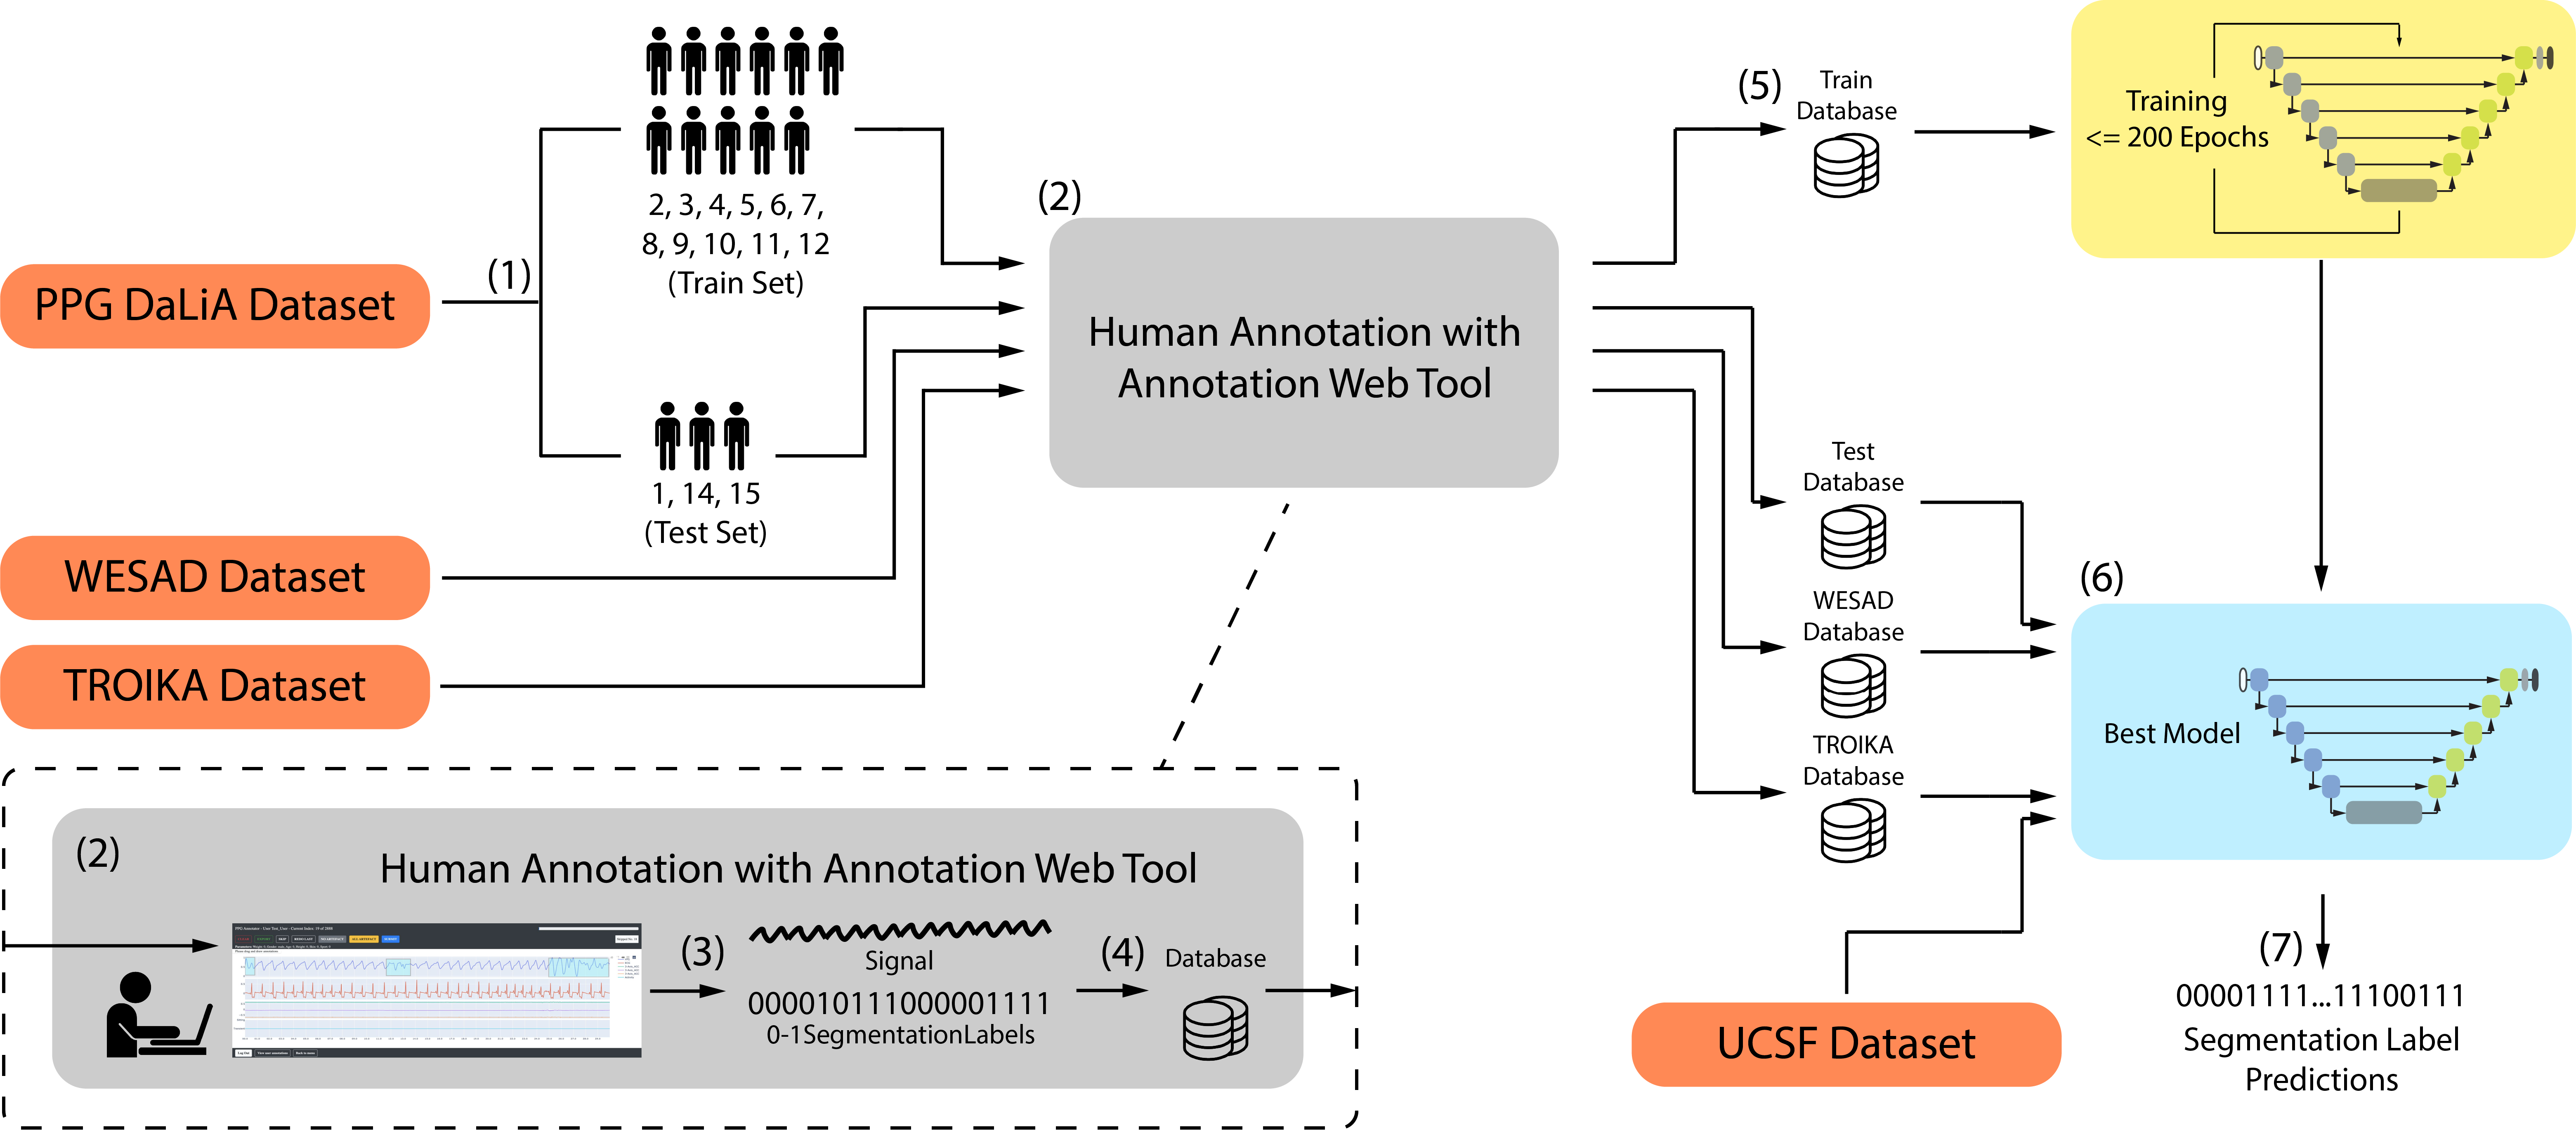 PPG DaLiA Dataset
(1)
2, 3, 4, 5, 6, 7,
8, 9, 10, 11, 12
(Train Set)
1, 14, 15
(Test Set)
WESAD Dataset
TROIKA Dataset
(2)
Human Annotation with
Annotation Web Tool
(5)
Train
Database
Training
<= 200 Epochs
Test
Database
WESAD
Database
TROIKA
Database
(6)
Best Model
UCSF Dataset
(7)
00001111...11100111
Segmentation Label
Predictions
(2)
Human Annotation with Annotation Web Tool
(3)
Signal
000010111000001111
0-1SegmentationLabels
(4)
Database